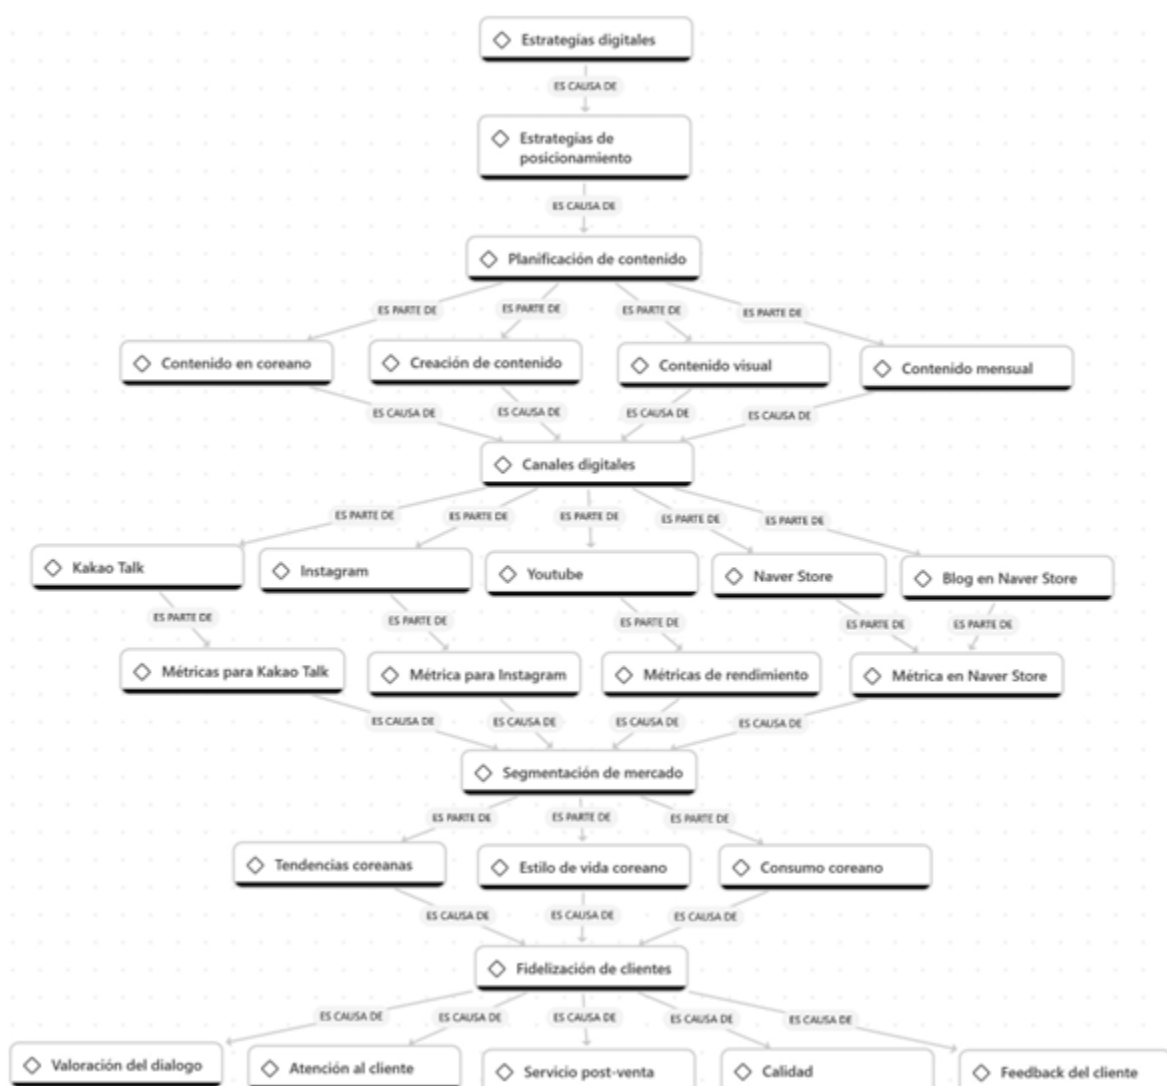 Estrategias digitales
ES CAUSA DE
Estrategias de
posicionamiento
ES CAUSA DE
Planificación de contenido
ES PARTE DE
ES PARTE DE
ES PARTE DE
ES PARTE DE
Contenido en coreano
Creación de contenido
Contenido visual
Contenido mensual
ES CAUSA DE
ES CAUSA DE
ES CAUSA DE
ES CAUSA DE
Canales digitales
ES PARTE DE
ES PARTE DE
ES PARTE DE
ES PARTE DE
ES PARTE DE
Kakao Talk
Instagram
Youtube
Naver Store
Blog en Naver Store
ES PARTE DE
ES PARTE DE
ES PARTE DE
ES PARTE DE
ES PARTE DE
Métricas para Kakao Talk
Métrica para Instagram
Métricas de rendimiento
Métrica en Naver Store
ES CAUSA DE
ES CAUSA DE
ES CAUSA DE
ES CAUSA DE
Segmentación de mercado
ES PARTE DE
ES PARTE DE
ES PARTE DE
Tendencias coreanas
Estilo de vida coreano
Consumo coreano
ES CAUSA DE
ES CAUSA DE
ES CAUSA DE
Fidelización de clientes
ES CAUSA DE
ES CAUSA DE
ES CAUSA DE
ES CAUSA DE
ES CAUSA DE
Valoración del dialogo
Atención al cliente
Servicio post-venta
Calidad
Feedback del cliente